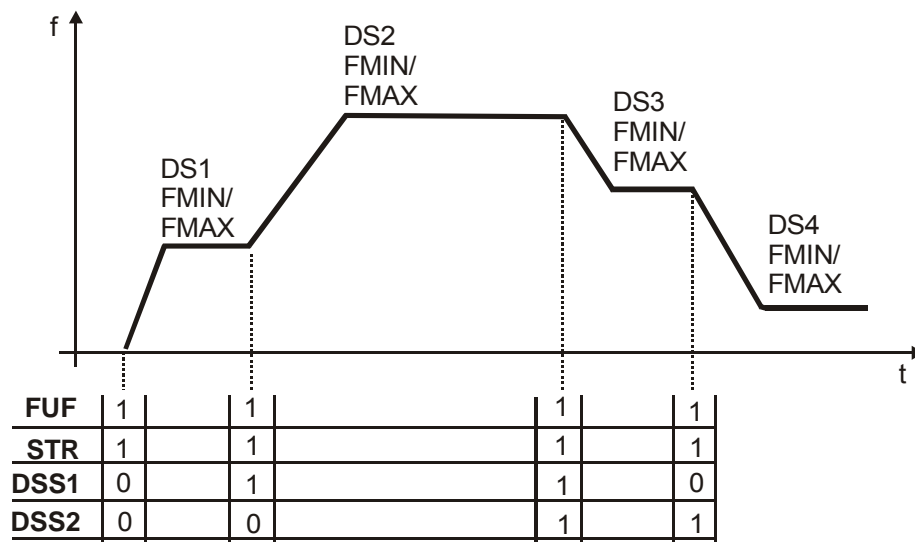 f
DS2
FMIN/
FMAX
DS3
FMIN/
FMAX
DS1
FMIN/
FMAX
DS4
FMIN/
FMAX
t
FUF 1 1 1 1
STR 1 1 1 1
DSS1 0 1 1 0
DSS2 0 0 1 1